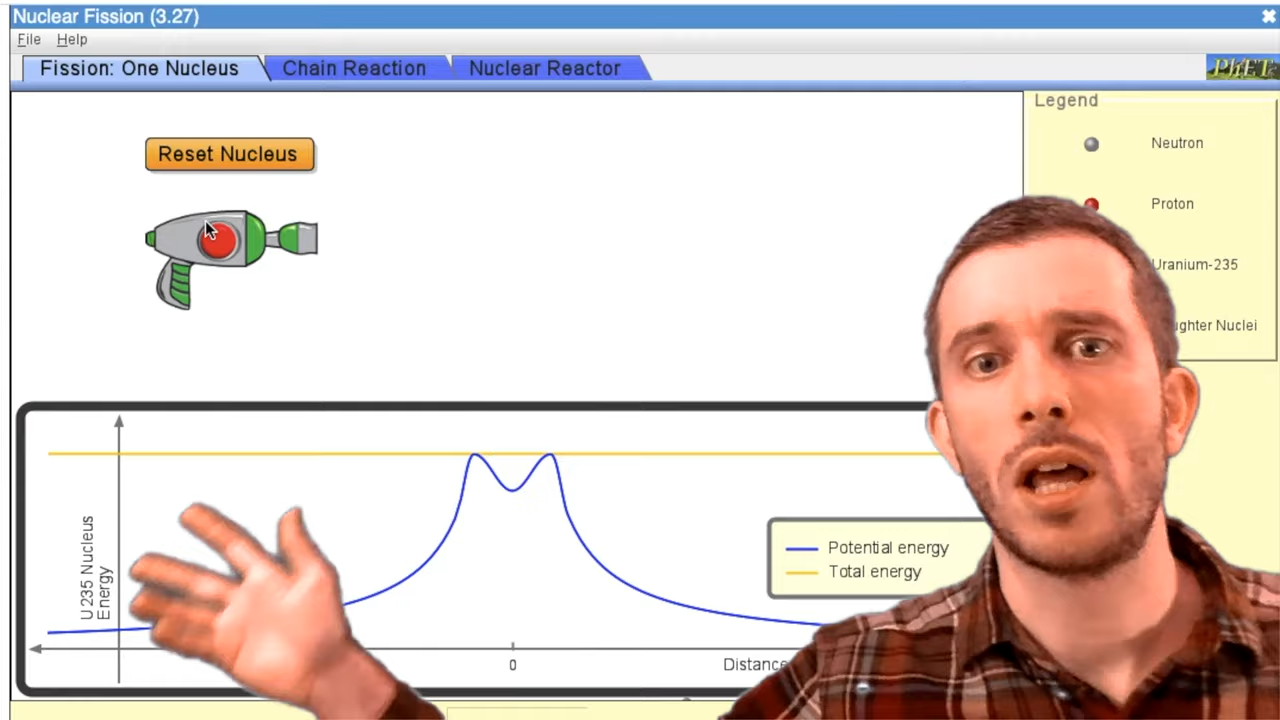 Nuclear Fission (3.27)
File Help
Fission: One Nucleus Chain Reaction Nuclear Reactor
PhET
Legend
Reset Nucleus
Neutron
Proton
Uranium-235
ghter Nuclei
U235 Nucleus
Energy
Potential energy
Total energy
0
Distance